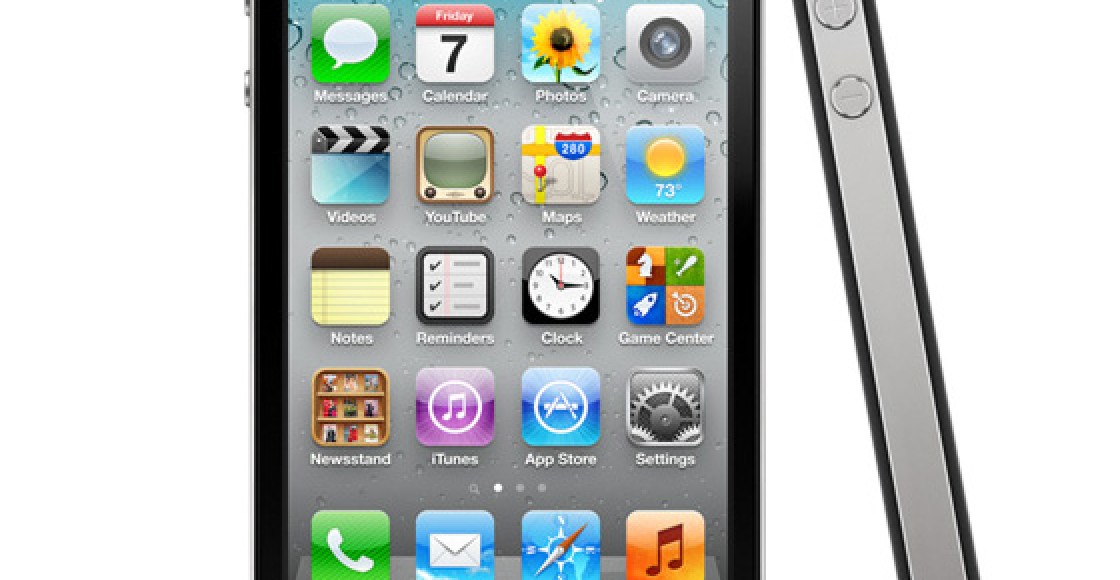 Friday
7
Messages Calendar Photos Camera
280
73°
Videos YouTube Maps Weather
Notes Reminders Clock Game Center
Newsstand iTunes App Store Settings